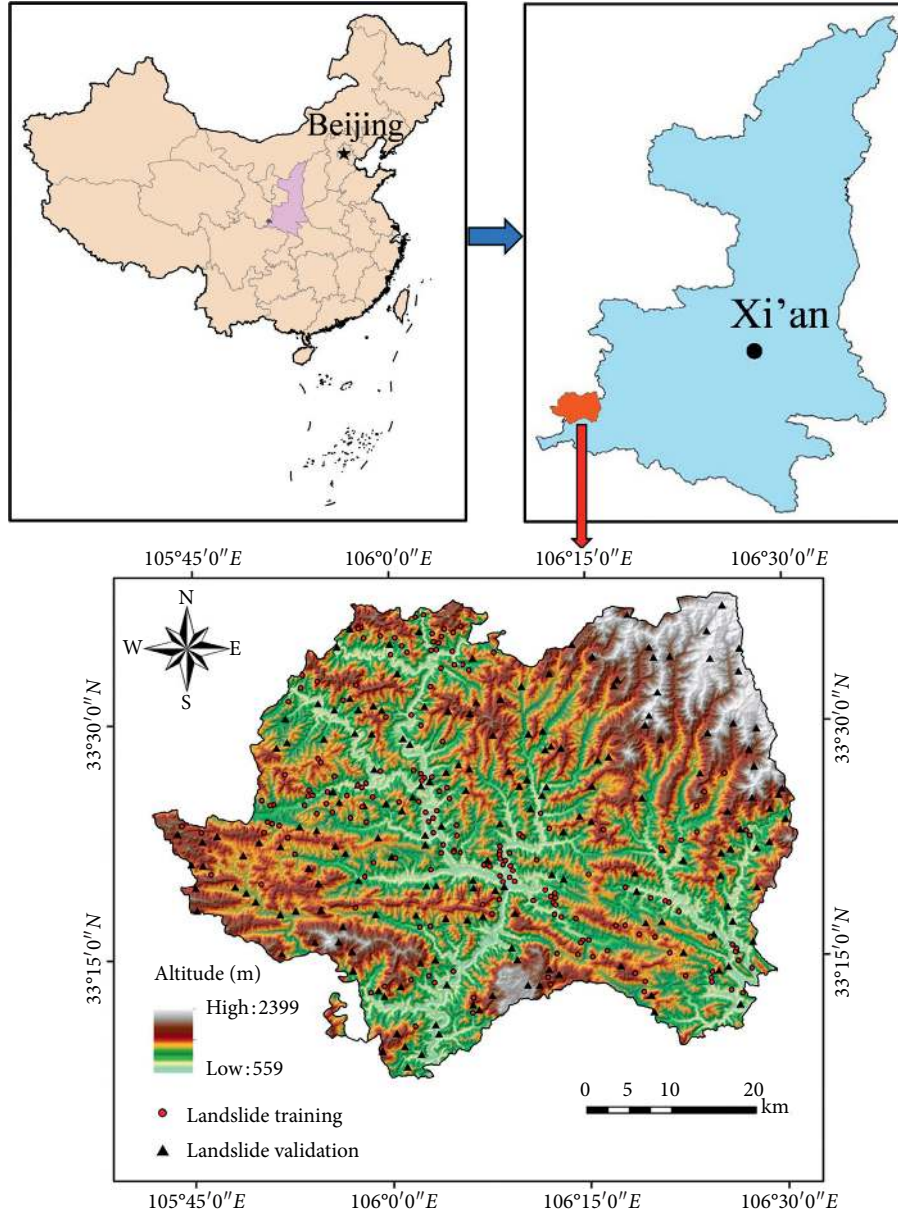 Beijing
Xi’an
105°45′0″E
106°0′0″E
106°15′0″E
106°30′0″E
N
W
E
S
33°30′0″N
33°30′0″N
33°15′0″N
33°15′0″N
Altitude (m)
High:2399
Low:559
Landslide training
Landslide validation
0 5 10 20
km
105°45′0″E
106°0′0″E
106°15′0″E
106°30′0″E